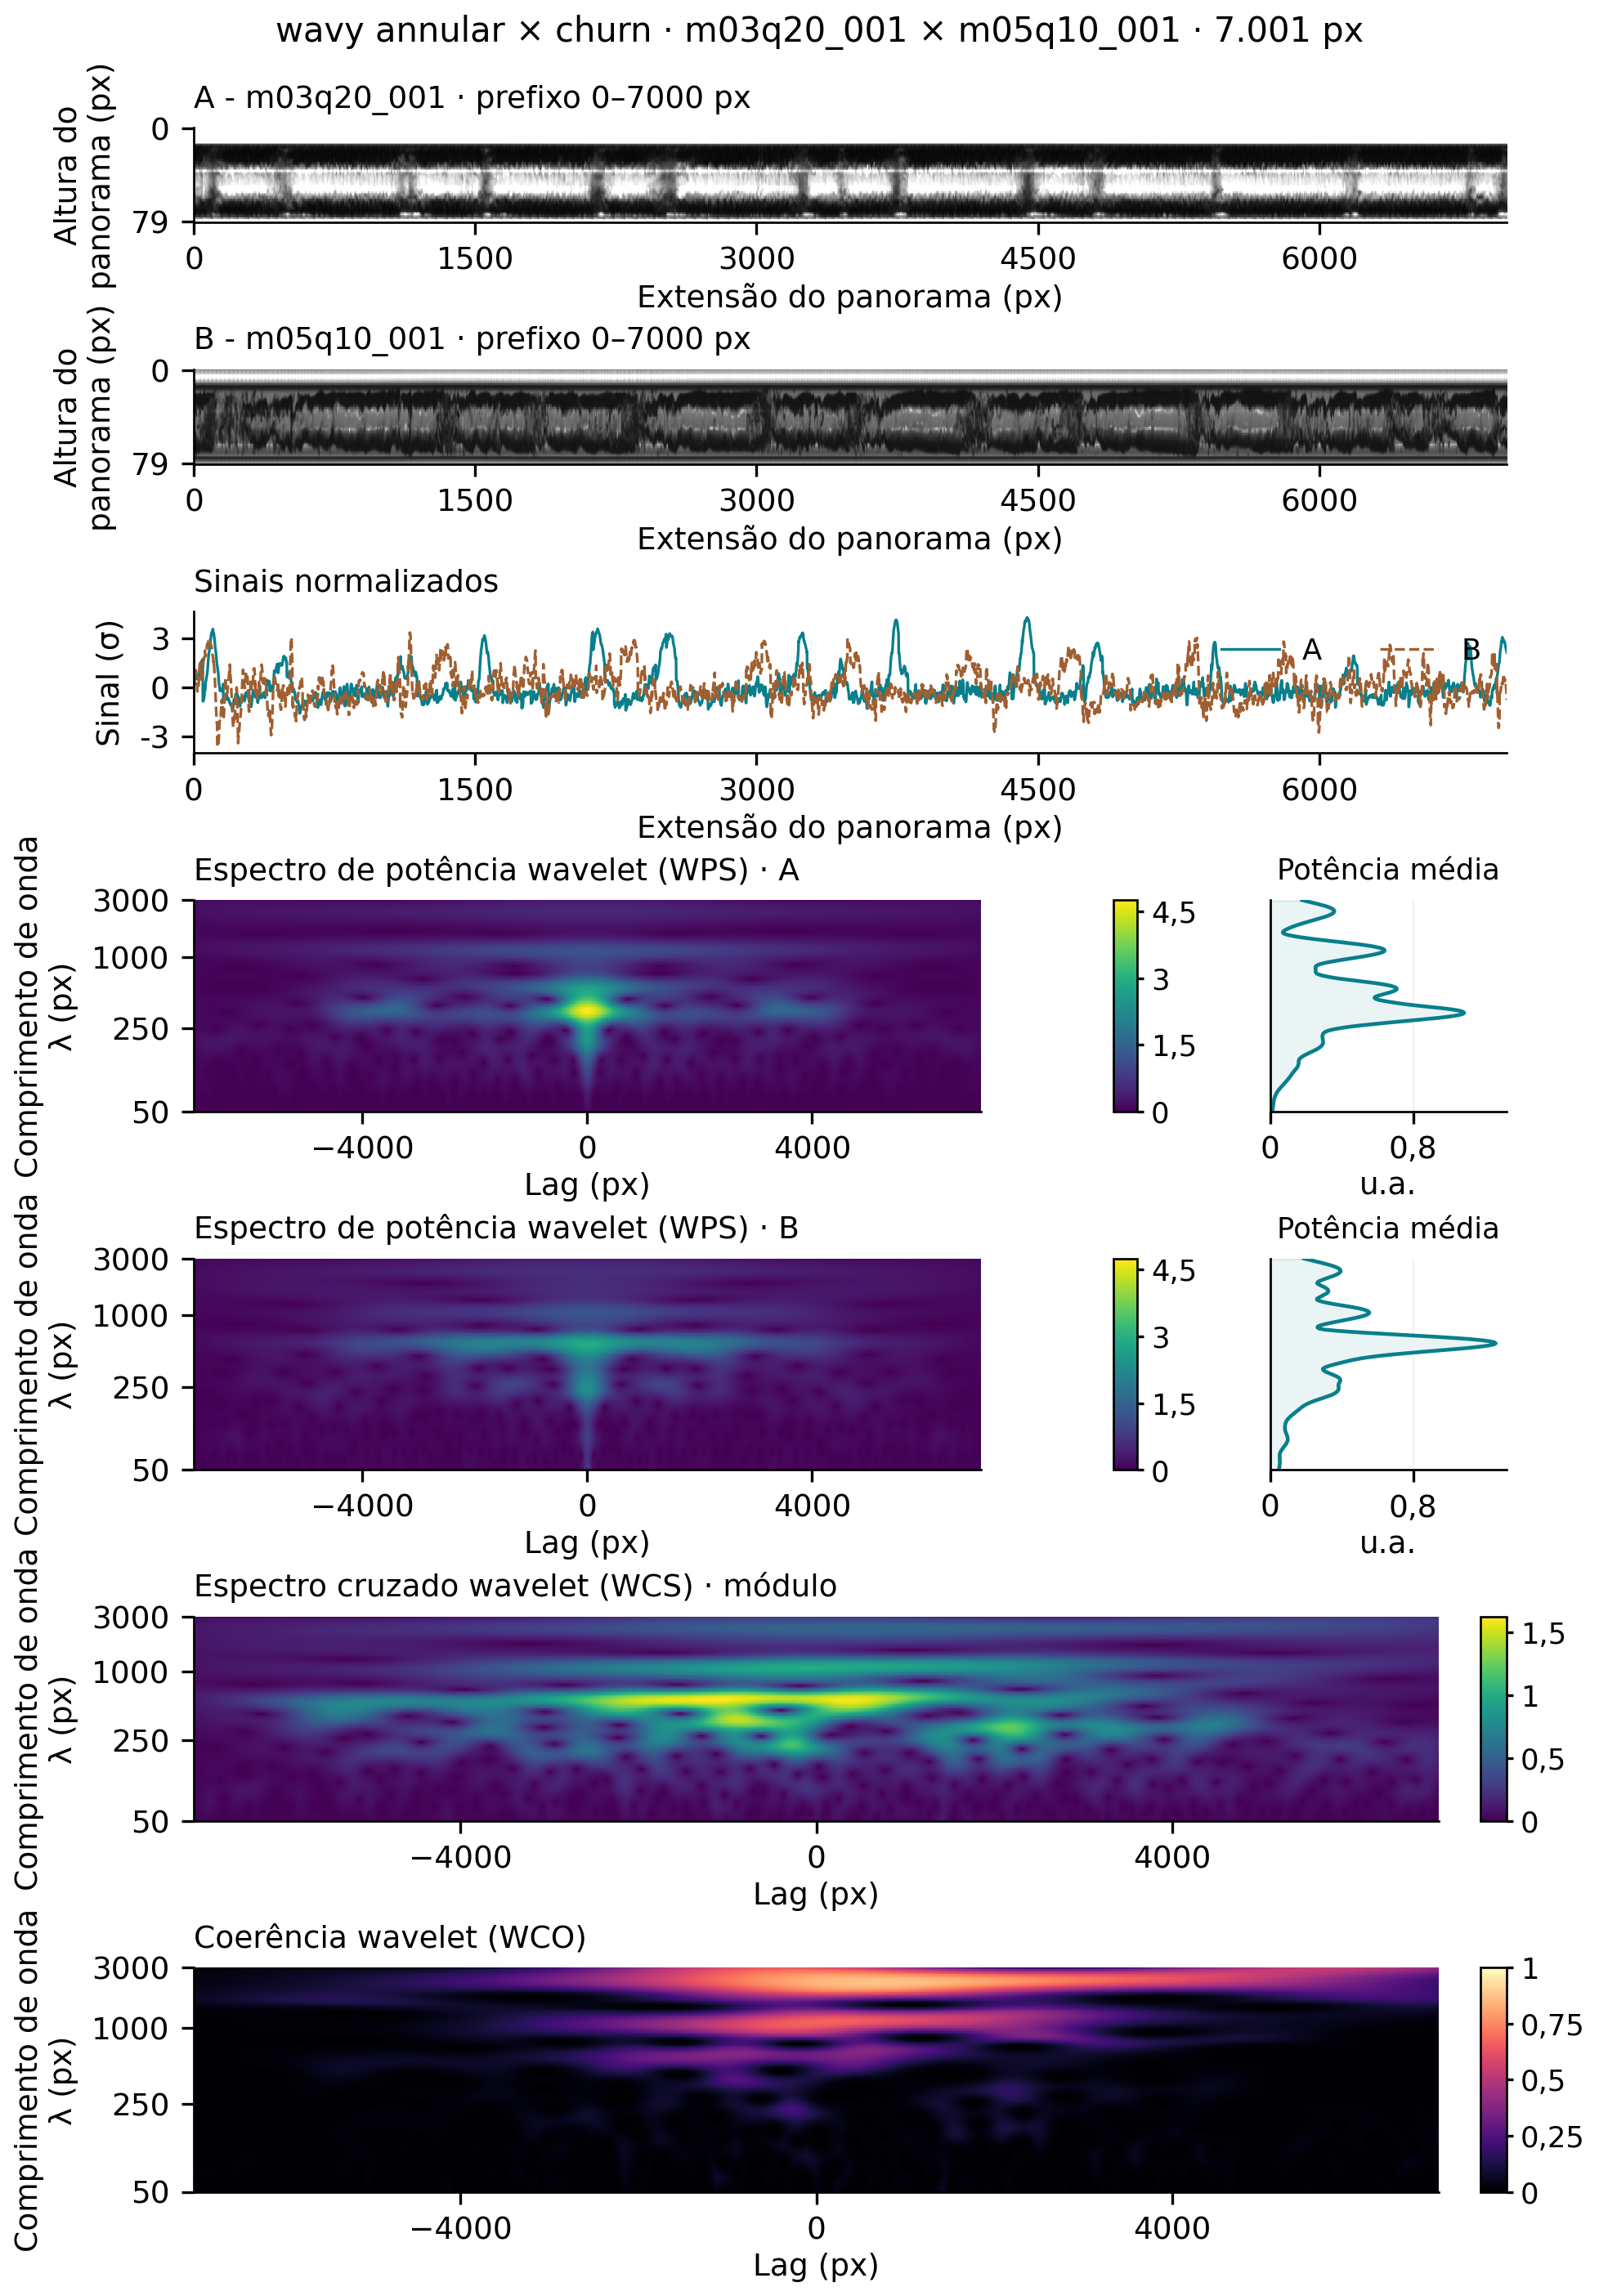 wavy annular × churn · m03q20_001 × m05q10_001 · 7.001 px
A - m03q20_001 · prefixo 0–7000 px
Altura do
panorama (px)
0
79
0 1500 3000 4500 6000
Extensão do panorama (px)
B - m05q10_001 · prefixo 0–7000 px
Altura do
panorama (px)
0
79
0 1500 3000 4500 6000
Extensão do panorama (px)
Sinais normalizados
Sinal (σ)
3
0
-3
A B
0 1500 3000 4500 6000
Extensão do panorama (px)
Espectro de potência wavelet (WPS) · A
Comprimento de onda
λ (px)
3000
1000
250
50
−4000 0 4000
Lag (px)
4,5
3
1,5
0
Potência média
0 0,8
u.a.
Espectro de potência wavelet (WPS) · B
Comprimento de onda
λ (px)
3000
1000
250
50
−4000 0 4000
Lag (px)
4,5
3
1,5
0
Potência média
0 0,8
u.a.
Espectro cruzado wavelet (WCS) · módulo
Comprimento de onda
λ (px)
3000
1000
250
50
−4000 0 4000
Lag (px)
1,5
1
0,5
0
Coerência wavelet (WCO)
Comprimento de onda
λ (px)
3000
1000
250
50
−4000 0 4000
Lag (px)
1
0,75
0,5
0,25
0